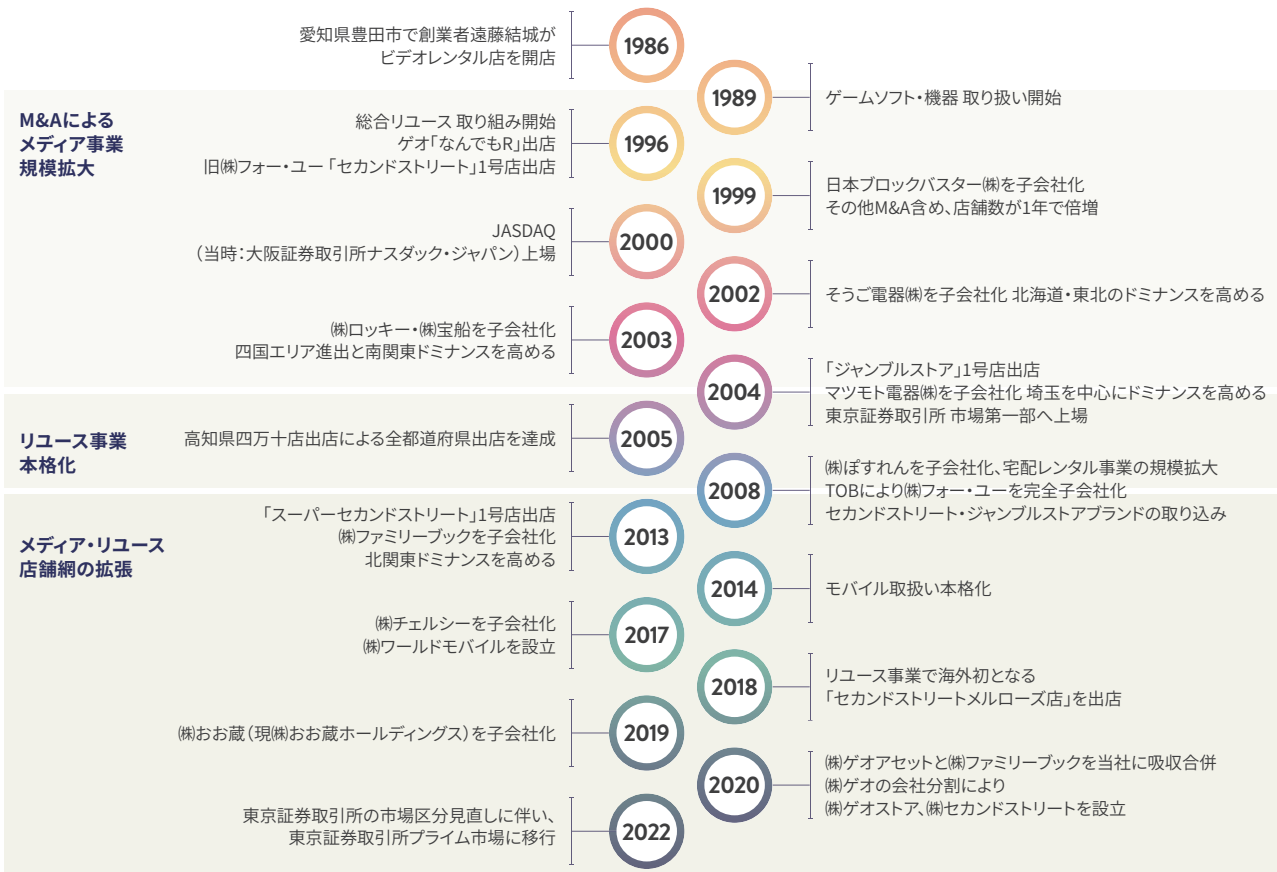 愛知県豊田市で創業者遠藤結城が
ビデオレンタル店を開店
1986
1989
ゲームソフト・機器 取り扱い開始
M&Aによる
メディア事業
規模拡大
総合リユース 取り組み開始
ゲオ「なんでもR」出店
旧㈱フォー・ユー「セカンドストリート」1号店出店
1996
1999
日本ブロックバスター㈱を子会社化
その他M&A含め、店舗数が1年で倍増
JASDAQ
（当時：大阪証券取引所ナスダック・ジャパン）上場
2000
2002
そうご電器㈱を子会社化 北海道・東北のドミナンスを高める
㈱ロッキー・㈱宝船を子会社化
四国エリア進出と南関東ドミナンスを高める
2003
2004
「ジャンブルストア」1号店出店
マツモト電器㈱を子会社化 埼玉を中心にドミナンスを高める
東京証券取引所 市場第一部へ上場
リユース事業
本格化
高知県四万十店出店による全都道府県出店を達成
2005
2008
㈱ぽすれんを子会社化、宅配レンタル事業の規模拡大
TOBにより㈱フォー・ユーを完全子会社化
セカンドストリート・ジャンブルストアブランドの取り込み
メディア・リユース
店舗網の拡張
「スーパーセカンドストリート」1号店出店
㈱ファミリーブックを子会社化
北関東ドミナンスを高める
2013
2014
モバイル取扱い本格化
㈱チェルシーを子会社化
㈱ワールドモバイルを設立
2017
2018
リユース事業で海外初となる
「セカンドストリートメルローズ店」を出店
㈱おお蔵（現㈱おお蔵ホールディングス）を子会社化
2019
2020
㈱ゲオアセットと㈱ファミリーブックを当社に吸収合併
㈱ゲオの会社分割により
㈱ゲオストア、㈱セカンドストリートを設立
東京証券取引所の市場区分見直しに伴い、
東京証券取引所プライム市場に移行
2022